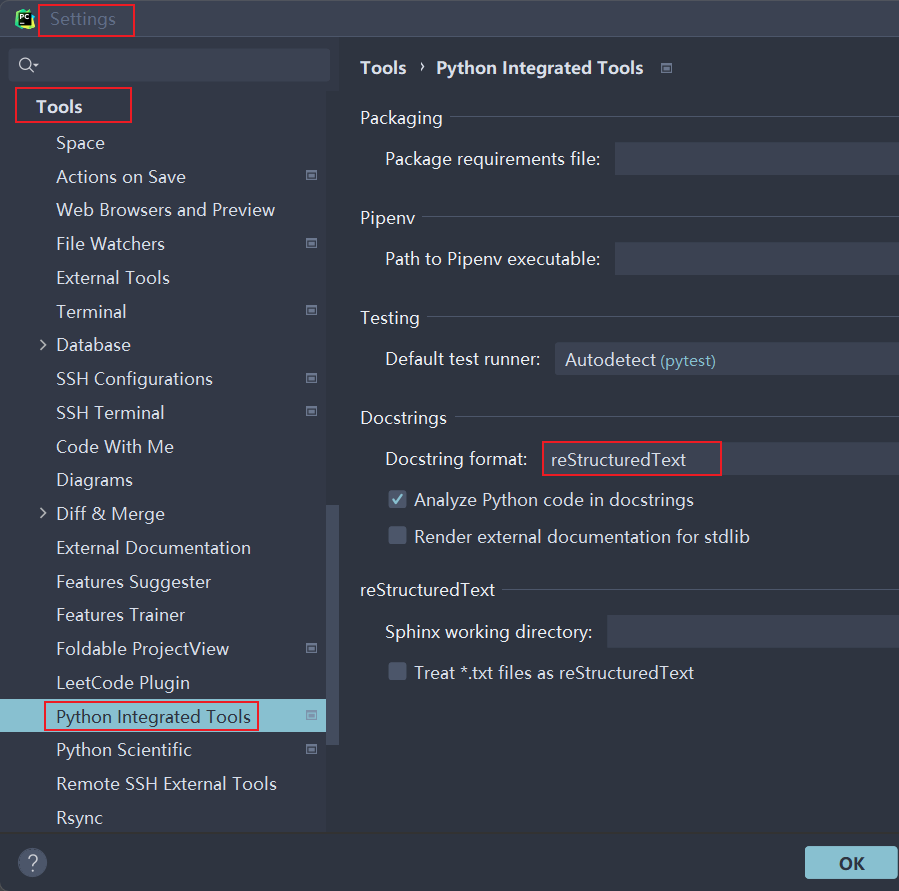 PC
Settings
Tools
Space
Actions on Save
Web Browsers and Preview
File Watchers
External Tools
Terminal
Database
SSH Configurations
SSH Terminal
Code With Me
Diagrams
Diff & Merge
External Documentation
Features Suggester
Features Trainer
Foldable ProjectView
LeetCode Plugin
Python Integrated Tools
Python Scientific
Remote SSH External Tools
Rsync
?
Tools › Python Integrated Tools
Packaging
Package requirements file:
Pipenv
Path to Pipenv executable:
Testing
Default test runner: Autodetect (pytest)
Docstrings
Docstring format: reStructuredText
Analyze Python code in docstrings
Render external documentation for stdlib
reStructuredText
Sphinx working directory:
Treat *.txt files as reStructuredText
OK